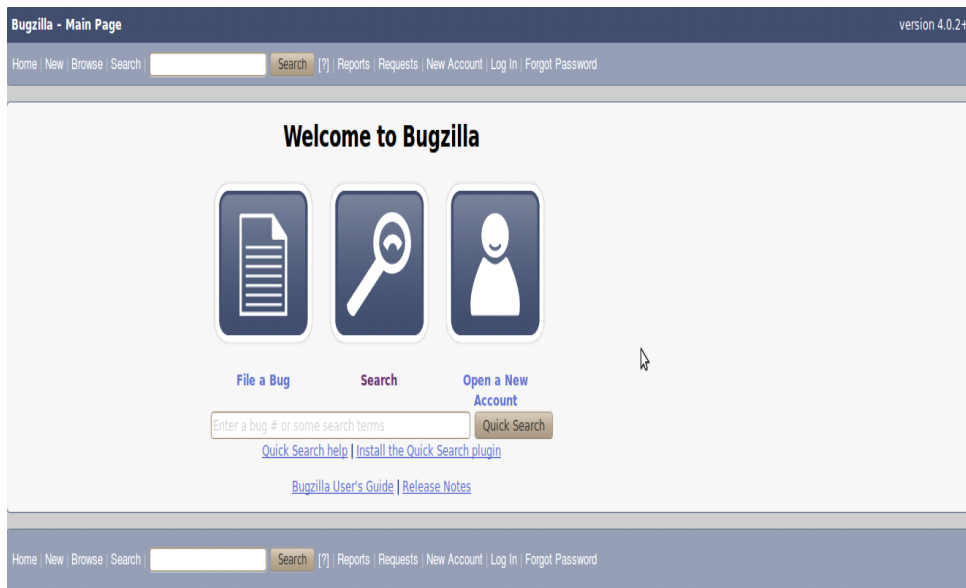 Bugzilla – Main Page version 4.0.2+
Home | New | Browse | Search | Search [?] | Reports | Requests | New Account | Log In | Forgot Password
Welcome to Bugzilla
File a Bug Search Open a New
Account
Enter a bug # or some search terms Quick Search
Quick Search help | Install the Quick Search plugin
Bugzilla User's Guide | Release Notes
Home | New | Browse | Search | Search [?] | Reports | Requests | New Account | Log In | Forgot Password